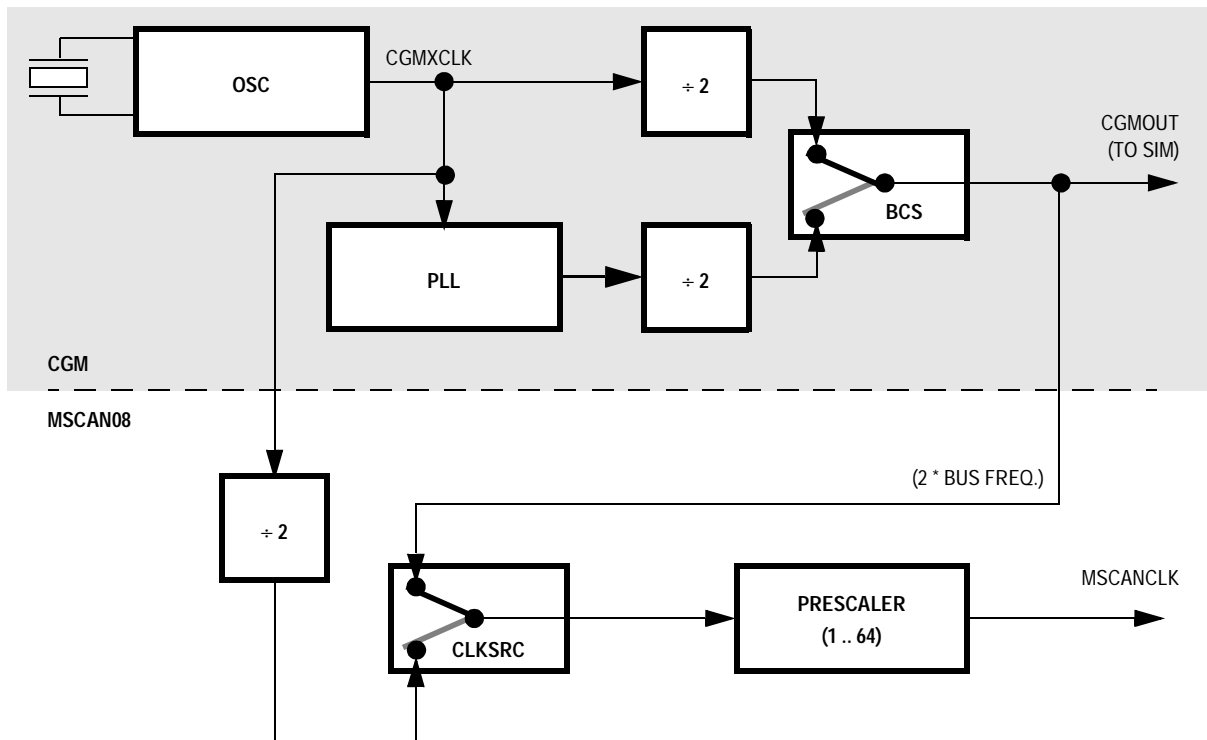 CGMXCLK
OSC
÷ 2
CGMOUT
(TO SIM)
BCS
PLL
÷ 2
CGM
MSCAN08
(2 * BUS FREQ.)
÷ 2
MSCANCLK
PRESCALER
(1 .. 64)
CLKSRC